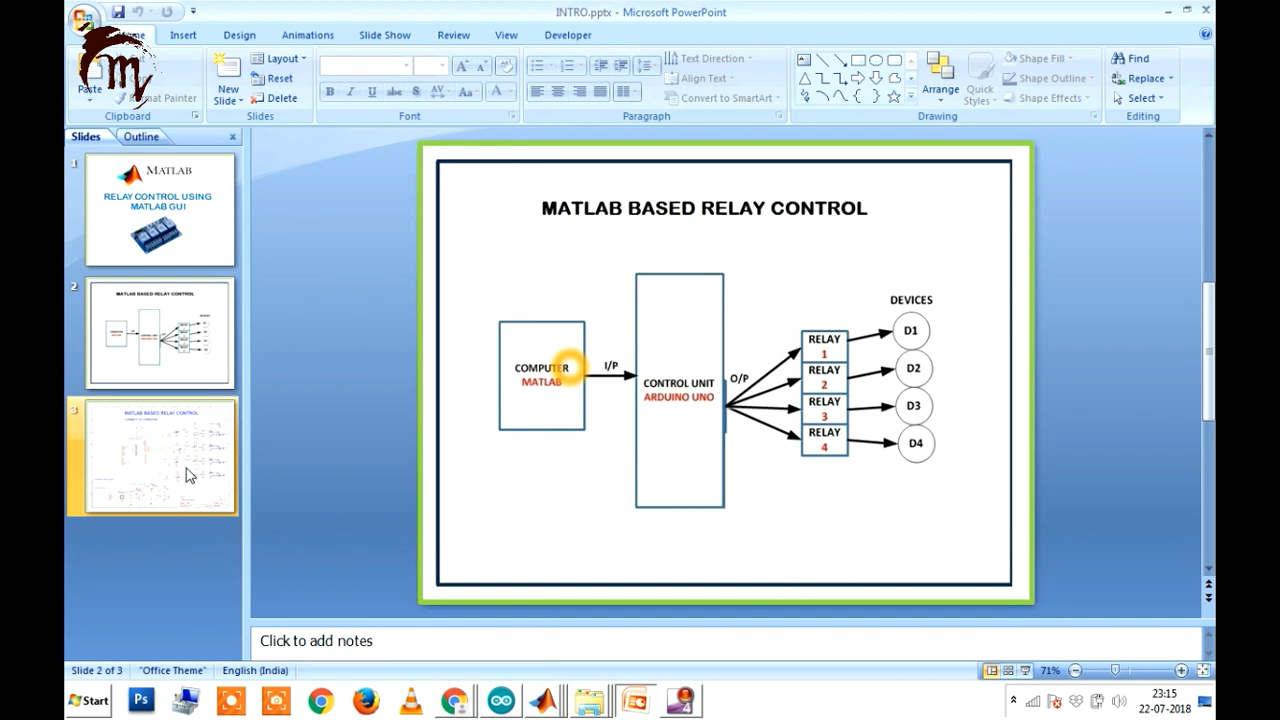 INTRO.pptx - Microsoft PowerPoint
Home Insert Design Animations Slide Show Review View Developer
Paste
Format Painter
Clipboard
New
Slide
Layout
Reset
Delete
Slides
Font
Text Direction
Align Text
Convert to SmartArt
Paragraph
Arrange
Quick
Styles
Shape Fill
Shape Outline
Shape Effects
Drawing
Find
Replace
Select
Editing
Slides Outline
1
MATLAB
RELAY CONTROL USING
MATLAB GUI
2
MATLAB BASED RELAY CONTROL
3
MATLAB BASED RELAY CONTROL
MATLAB BASED RELAY CONTROL
COMPUTER
MATLAB
I/P
CONTROL UNIT
ARDUINO UNO
O/P
RELAY
1
RELAY
2
RELAY
3
RELAY
4
DEVICES
D1
D2
D3
D4
Click to add notes
Slide 2 of 3 "Office Theme" English (India) 71%
Start Ps 23:15
22-07-2018